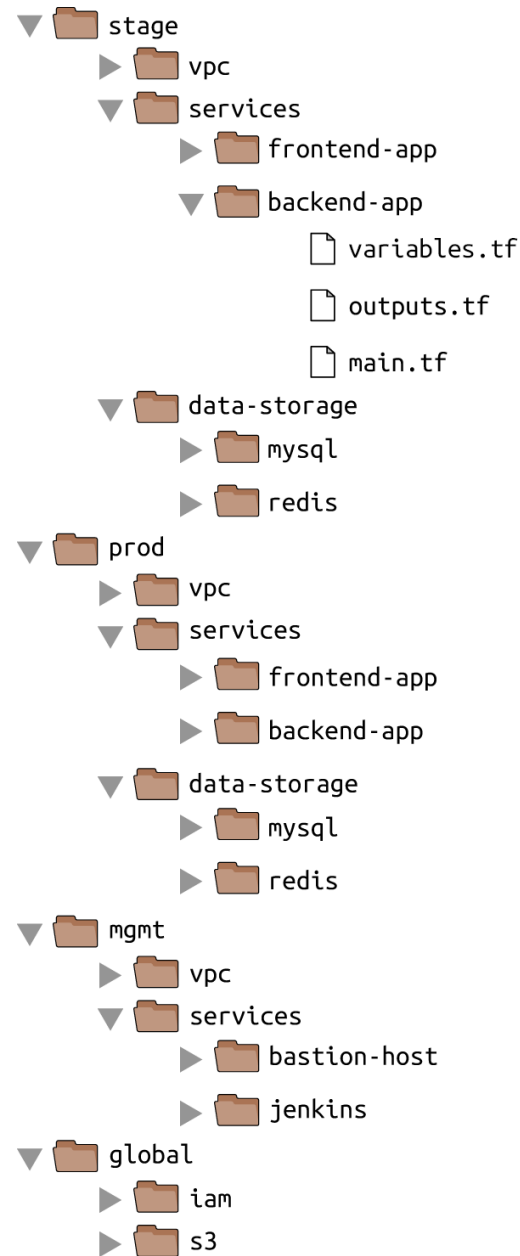 stage
vpc
services
frontend-app
backend-app
variables.tf
outputs.tf
main.tf
data-storage
mysql
redis
prod
vpc
services
frontend-app
backend-app
data-storage
mysql
redis
mgmt
vpc
services
bastion-host
jenkins
global
iam
s3